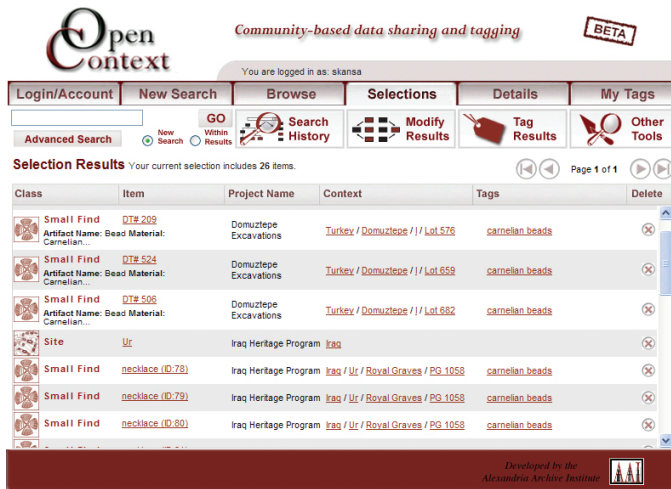 Open Context
Community-based data sharing and tagging
BETA
You are logged in as: skansa
Login/Account New Search Browse Selections Details My Tags
GO
Advanced Search New Search Within Results
Search History Modify Results Tag Results Other Tools
Selection Results Your current selection includes 26 items.
Page 1 of 1
Class Item Project Name Context Tags Delete
Small Find DT# 209
Artifact Name: Bead Material: Carnelian...
Domuztepe Excavations
Turkey / Domuztepe / I / Lot 576
carnelian beads
Small Find DT# 524
Artifact Name: Bead Material: Carnelian...
Domuztepe Excavations
Turkey / Domuztepe / I / Lot 659
carnelian beads
Small Find DT# 506
Artifact Name: Bead Material: Carnelian...
Domuztepe Excavations
Turkey / Domuztepe / I / Lot 682
carnelian beads
Site Ur Iraq Heritage Program Iraq
Small Find necklace (ID:78) Iraq Heritage Program Iraq / Ur / Royal Graves / PG 1058 carnelian beads
Small Find necklace (ID:79) Iraq Heritage Program Iraq / Ur / Royal Graves / PG 1058 carnelian beads
Small Find necklace (ID:80) Iraq Heritage Program Iraq / Ur / Royal Graves / PG 1058 carnelian beads
Developed by the
Alexandria Archive Institute
AAI